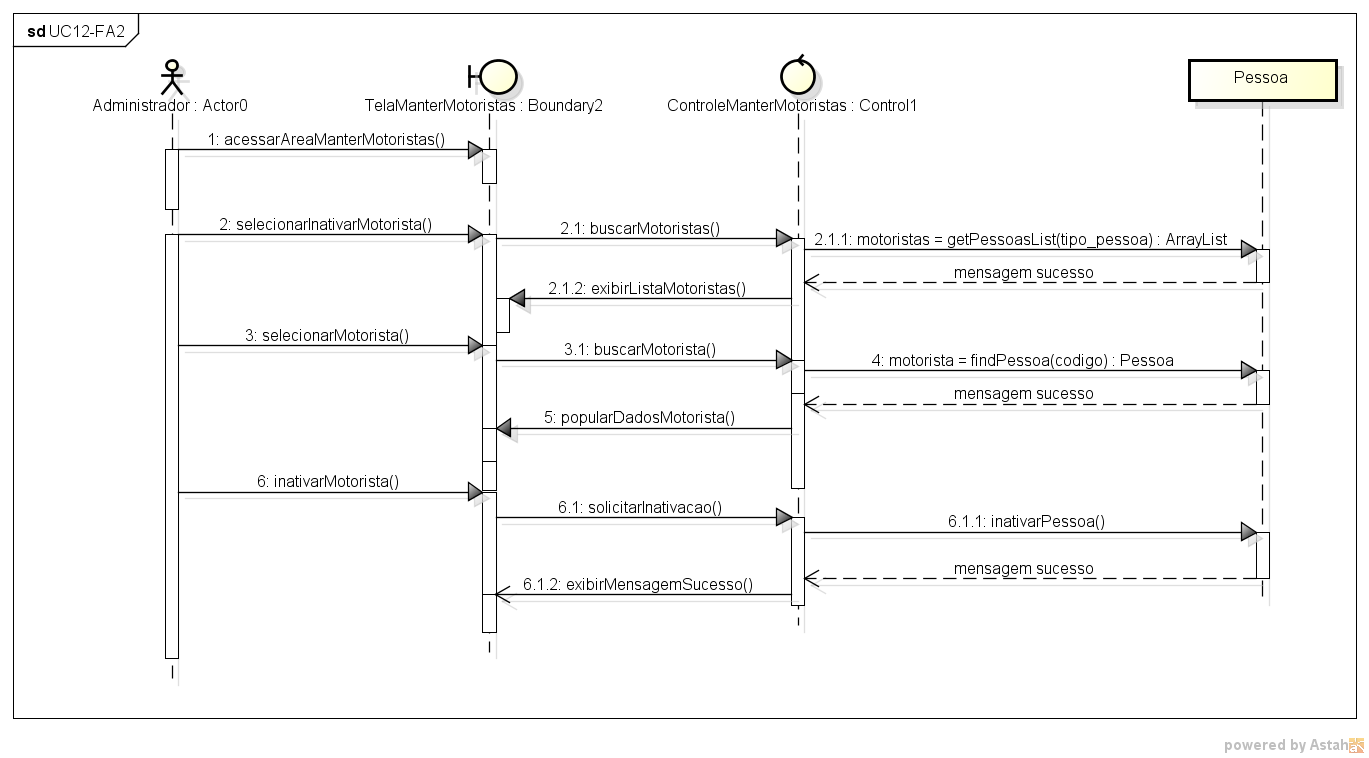 sd UC12-FA2
Administrador : Actor0
TelaManterMotoristas : Boundary2
ControleManterMotoristas : Control1
Pessoa
1: acessarAreaManterMotoristas()
2: selecionarInativarMotorista()
2.1: buscarMotoristas()
2.1.1: motoristas = getPessoasList(tipo_pessoa) : ArrayList
mensagem sucesso
2.1.2: exibirListaMotoristas()
3: selecionarMotorista()
3.1: buscarMotorista()
4: motorista = findPessoa(codigo) : Pessoa
mensagem sucesso
5: popularDadosMotorista()
6: inativarMotorista()
6.1: solicitarInativacao()
6.1.1: inativarPessoa()
mensagem sucesso
6.1.2: exibirMensagemSucesso()
powered by Astah